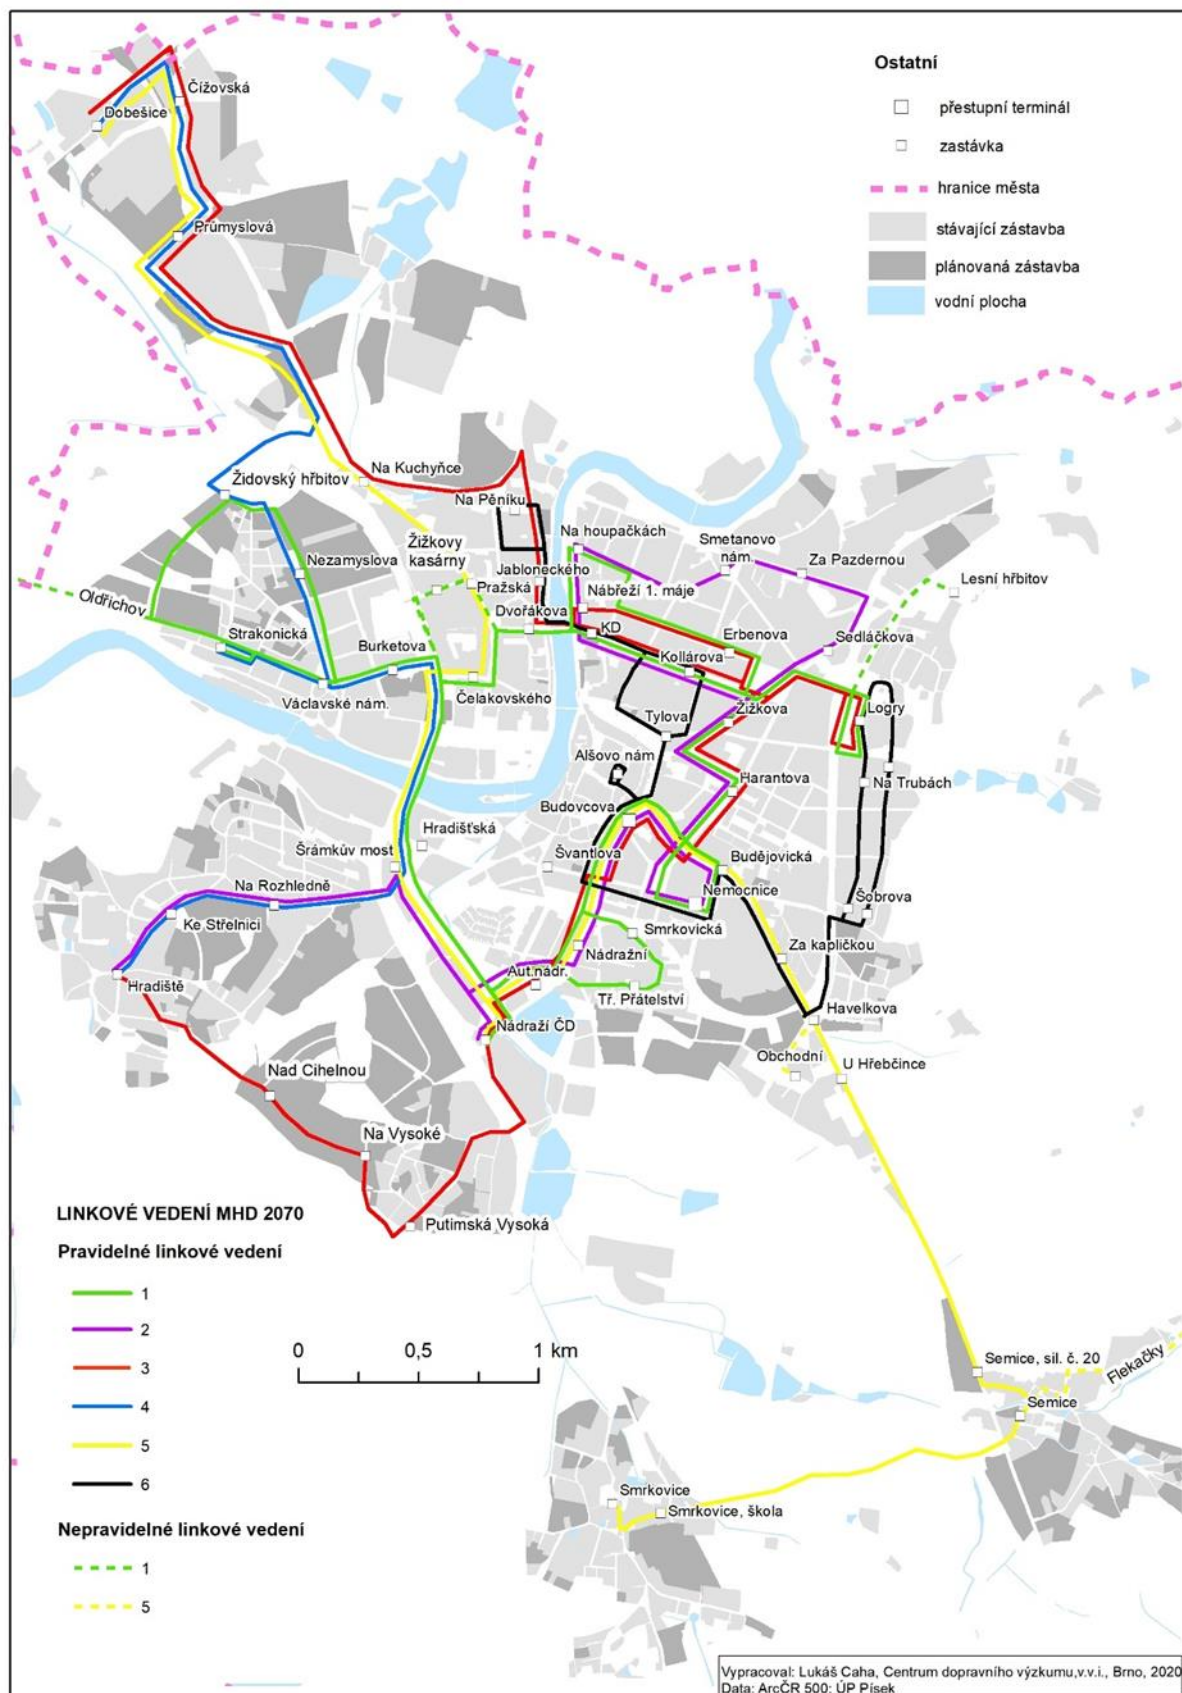 Ostatní
přestupní terminál
zastávka
hranice města
stávající zástavba
plánovaná zástavba
vodní plocha
Čížovská
Dobešice
Průmyslová
Na Kuchyňce
Židovský hřbitov
Na Pěníku
Žižkovy
kasárny
Na houpačkách
Smetanovo
nám.
Za Pazdernou
Nezamyslova
Jabloneckého
Pražská
Nábřeží 1. máje
Lesní hřbitov
Oldřichov
Dvořákova
KD
Erbenova
Sedláčkova
Strakonická
Burketova
Kollárova
Čelakovského
Václavské nám.
Žižkova
Logry
Tylova
Alšovo nám
Harantova
Na Trubách
Budovcova
Hradišťská
Šrámkův most
Švantlova
Budějovická
Na Rozhledně
Nemocnice
Šobrova
Ke Střelnici
Smrkovická
Nádražní
Za kapličkou
Aut.nádr.
Hradiště
Tř. Přátelství
Havelkova
Nádraží ČD
Obchodní
U Hřebčince
Nad Cihelnou
Na Vysoké
Putimská Vysoká
LINKOVÉ VEDENÍ MHD 2070
Pravidelné linkové vedení
1
2
3
4
5
6
Nepravidelné linkové vedení
1
5
0 0,5 1 km
Semice, sil. č. 20
Flekačky
Semice
Smrkovice
Smrkovice, škola
Vypracoval: Lukáš Caha, Centrum dopravního výzkumu,v.v.i., Brno, 2020
Data: ArcČR 500; ÚP Písek